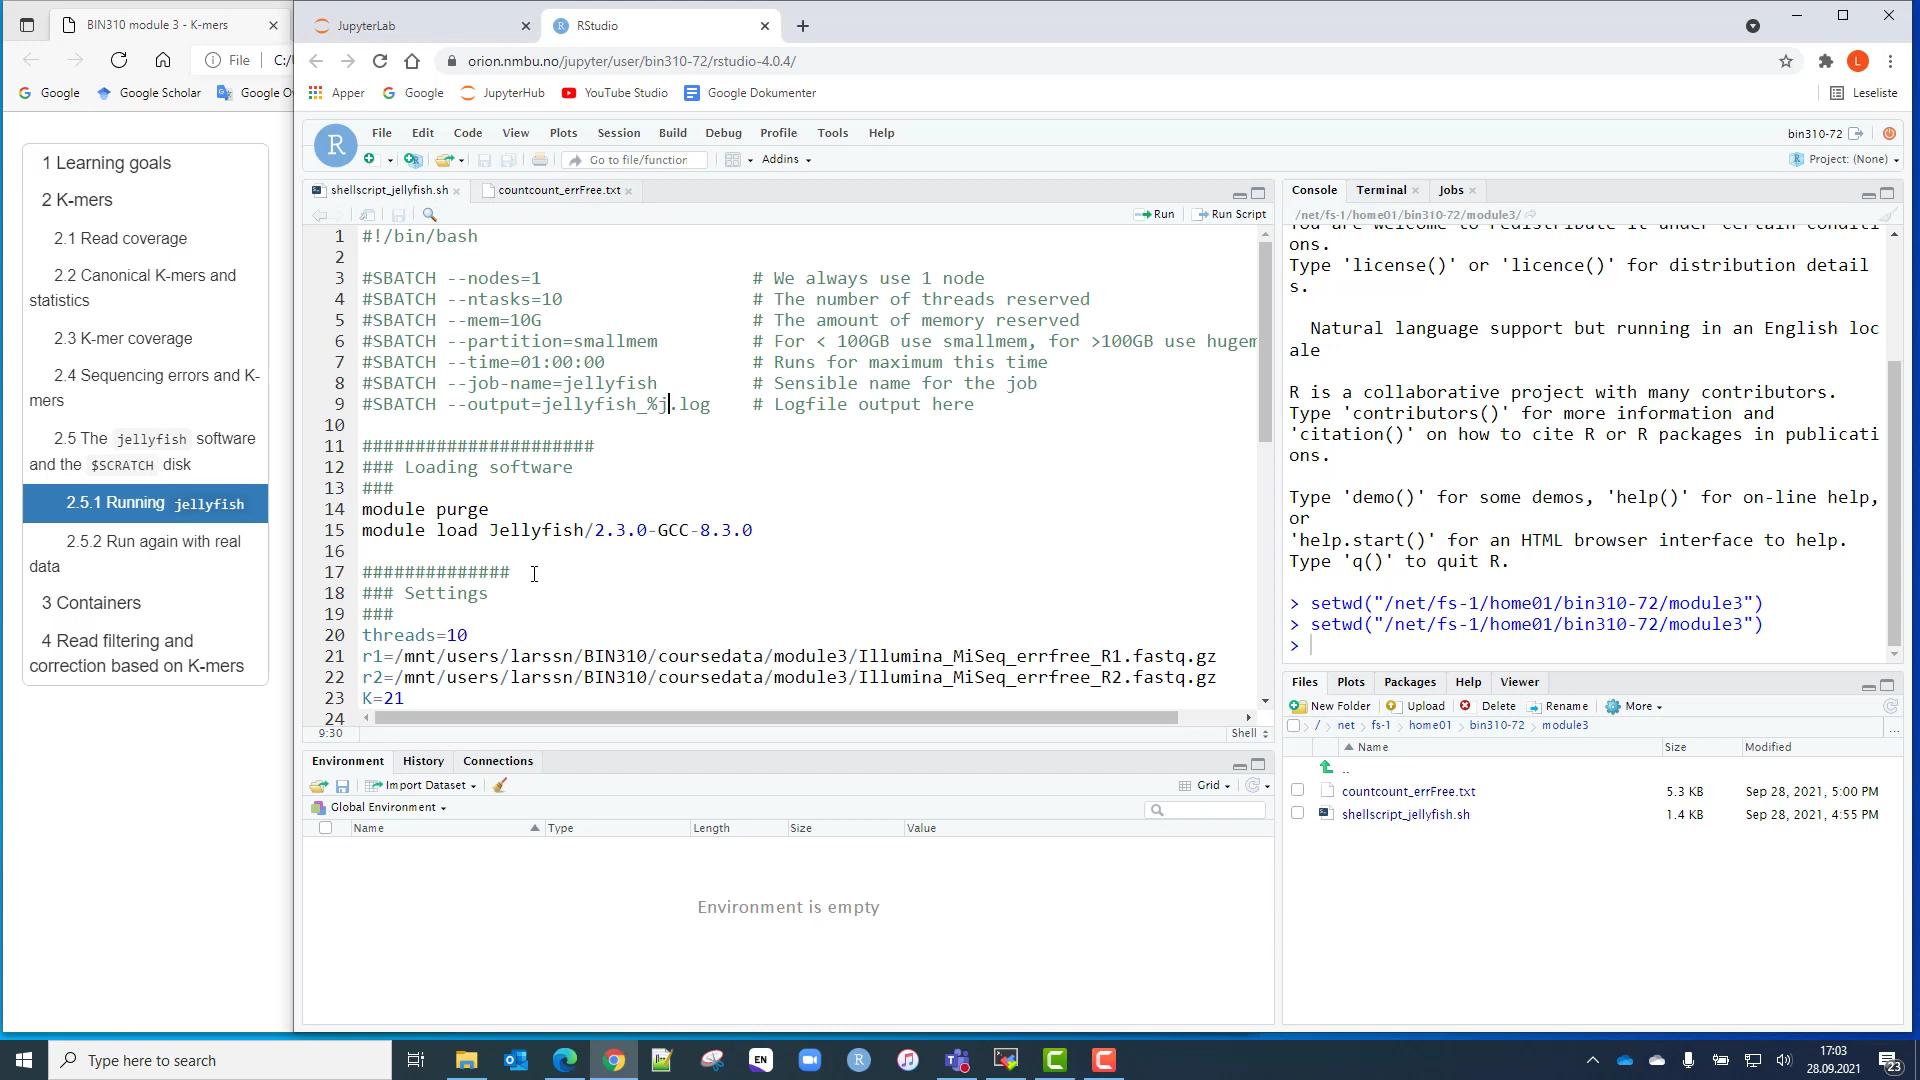 BIN310 module 3 - K-mers
JupyterLab
RStudio
File
C:/
orion.nmbu.no/jupyter/user/bin310-72/rstudio-4.0.4/
L
Google
Google Scholar
Google O
Apper
Google
JupyterHub
YouTube Studio
Google Dokumenter
Leseliste
1 Learning goals
2 K-mers
2.1 Read coverage
2.2 Canonical K-mers and
statistics
2.3 K-mer coverage
2.4 Sequencing errors and K-
mers
2.5 The jellyfish software
and the $SCRATCH disk
2.5.1 Running jellyfish
2.5.2 Run again with real
data
3 Containers
4 Read filtering and
correction based on K-mers
R
File Edit Code View Plots Session Build Debug Profile Tools Help
bin310-72
Go to file/function
Addins
Project: (None)
shellscript_jellyfish.sh
countcount_errFree.txt
Run
Run Script
1 #!/bin/bash
2
3 #SBATCH --nodes=1 # We always use 1 node
4 #SBATCH --ntasks=10 # The number of threads reserved
5 #SBATCH --mem=10G # The amount of memory reserved
6 #SBATCH --partition=smallmem # For < 100GB use smallmem, for >100GB use hugem
7 #SBATCH --time=01:00:00 # Runs for maximum this time
8 #SBATCH --job-name=jellyfish # Sensible name for the job
9 #SBATCH --output=jellyfish_%j.log # Logfile output here
10
11 ######################
12 ### Loading software
13 ###
14 module purge
15 module load Jellyfish/2.3.0-GCC-8.3.0
16
17 ##############
18 ### Settings
19 ###
20 threads=10
21 r1=/mnt/users/larssn/BIN310/coursedata/module3/Illumina_MiSeq_errfree_R1.fastq.gz
22 r2=/mnt/users/larssn/BIN310/coursedata/module3/Illumina_MiSeq_errfree_R2.fastq.gz
23 K=21
24
9:30
Shell
Environment History Connections
Import Dataset
Grid
Global Environment
Name Type Length Size Value
Environment is empty
Console Terminal Jobs
/net/fs-1/home01/bin310-72/module3/
You are welcome to redistribute it under certain conditi
ons.
Type 'license()' or 'licence()' for distribution detail
s.
Natural language support but running in an English loc
ale
R is a collaborative project with many contributors.
Type 'contributors()' for more information and
'citation()' on how to cite R or R packages in publicati
ons.
Type 'demo()' for some demos, 'help()' for on-line help,
or
'help.start()' for an HTML browser interface to help.
Type 'q()' to quit R.
> setwd("/net/fs-1/home01/bin310-72/module3")
> setwd("/net/fs-1/home01/bin310-72/module3")
>
Files Plots Packages Help Viewer
New Folder Upload Delete Rename More
/ net fs-1 home01 bin310-72 module3 ...
Name Size Modified
..
countcount_errFree.txt 5.3 KB Sep 28, 2021, 5:00 PM
shellscript_jellyfish.sh 1.4 KB Sep 28, 2021, 4:55 PM
Type here to search
EN
R
17:03
28.09.2021
23